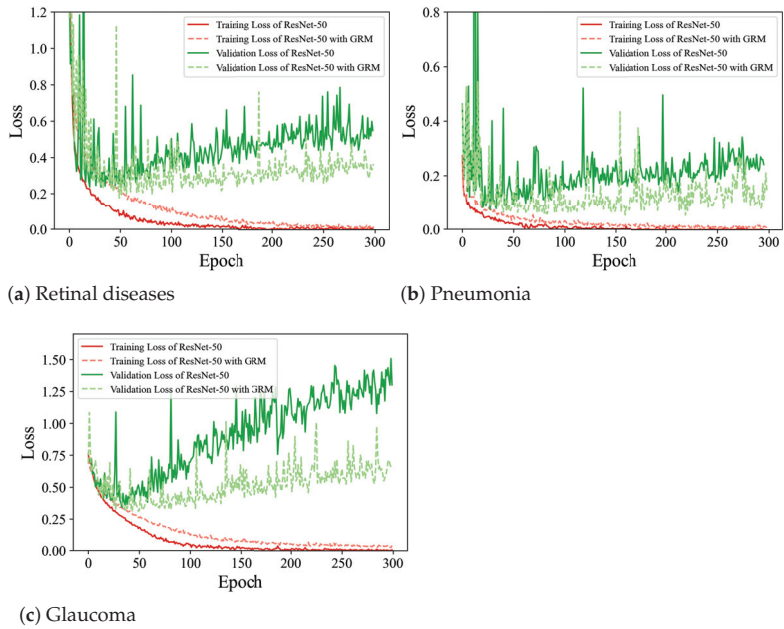 1.2
1.0
0.8
0.6
0.4
0.2
0.0
Loss
Training Loss of ResNet-50
Training Loss of ResNet-50 with GRM
Validation Loss of ResNet-50
Validation Loss of ResNet-50 with GRM
0 50 100 150 200 250 300
Epoch
(a) Retinal diseases
0.8
0.6
0.4
0.2
0.0
Loss
Training Loss of ResNet-50
Training Loss of ResNet-50 with GRM
Validation Loss of ResNet-50
Validation Loss of ResNet-50 with GRM
0 50 100 150 200 250 300
Epoch
(b) Pneumonia
1.50
1.25
1.00
0.75
0.50
0.25
0.00
Loss
Training Loss of ResNet-50
Training Loss of ResNet-50 with GRM
Validation Loss of ResNet-50
Validation Loss of ResNet-50 with GRM
0 50 100 150 200 250 300
Epoch
(c) Glaucoma